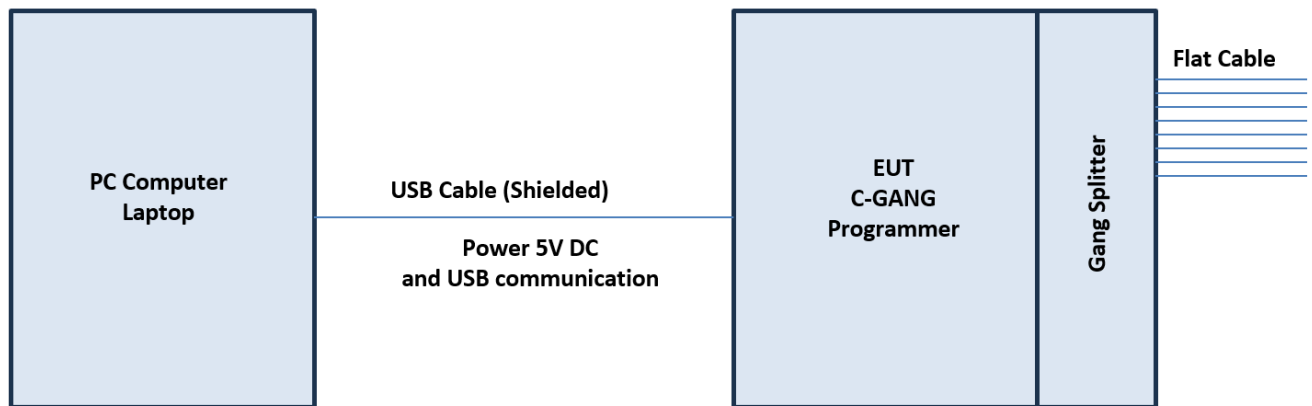 PC Computer
Laptop
USB Cable (Shielded)
Power 5V DC
and USB communication
EUT
C-GANG
Programmer
Gang Splitter
Flat Cable